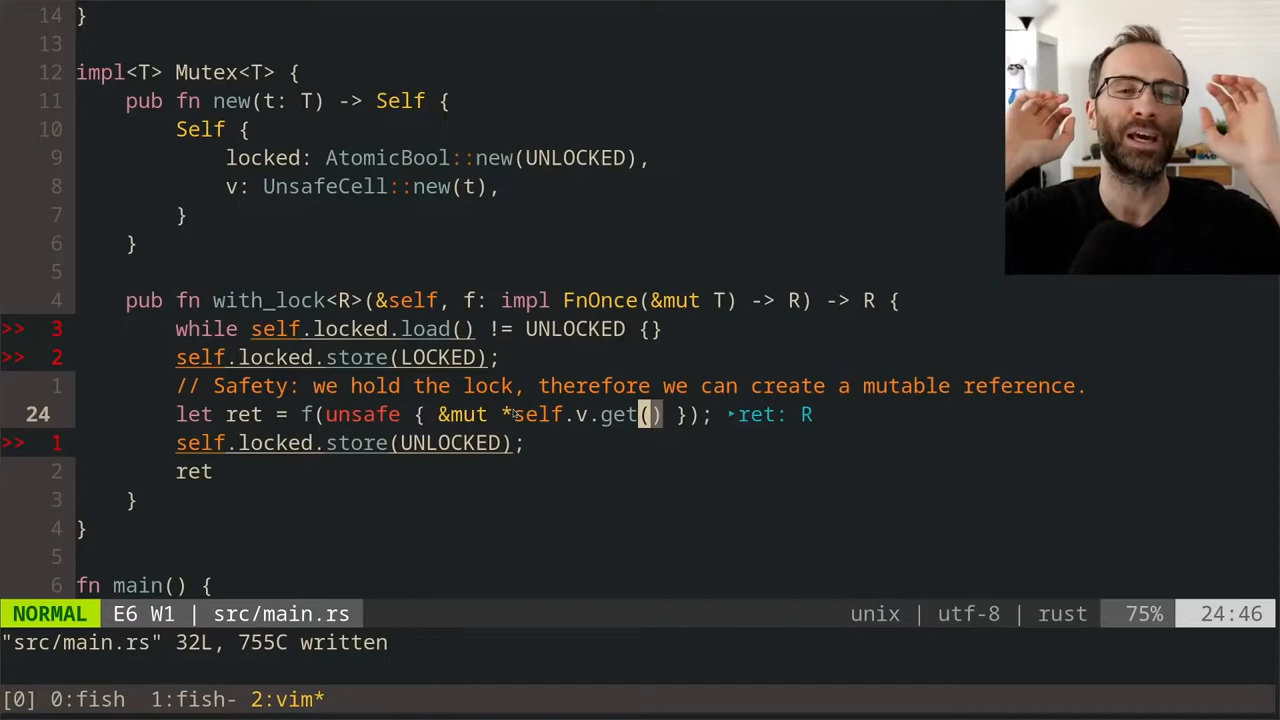 14 }
13
12 impl<T> Mutex<T> {
11     pub fn new(t: T) -> Self {
10         Self {
9             locked: AtomicBool::new(UNLOCKED),
8             v: UnsafeCell::new(t),
7         }
6     }
5
4     pub fn with_lock<R>(&self, f: impl FnOnce(&mut T) -> R) -> R {
>> 3         while self.locked.load() != UNLOCKED {}
>> 2         self.locked.store(LOCKED);
1         // Safety: we hold the lock, therefore we can create a mutable reference.
24         let ret = f(unsafe { &mut *self.v.get() }); ‣ret: R
>> 1         self.locked.store(UNLOCKED);
2         ret
3     }
4 }
5
6 fn main() {
NORMAL E6 W1 | src/main.rs unix | utf-8 | rust 75% 24:46
"src/main.rs" 32L, 755C written
[0] 0:fish 1:fish- 2:vim*